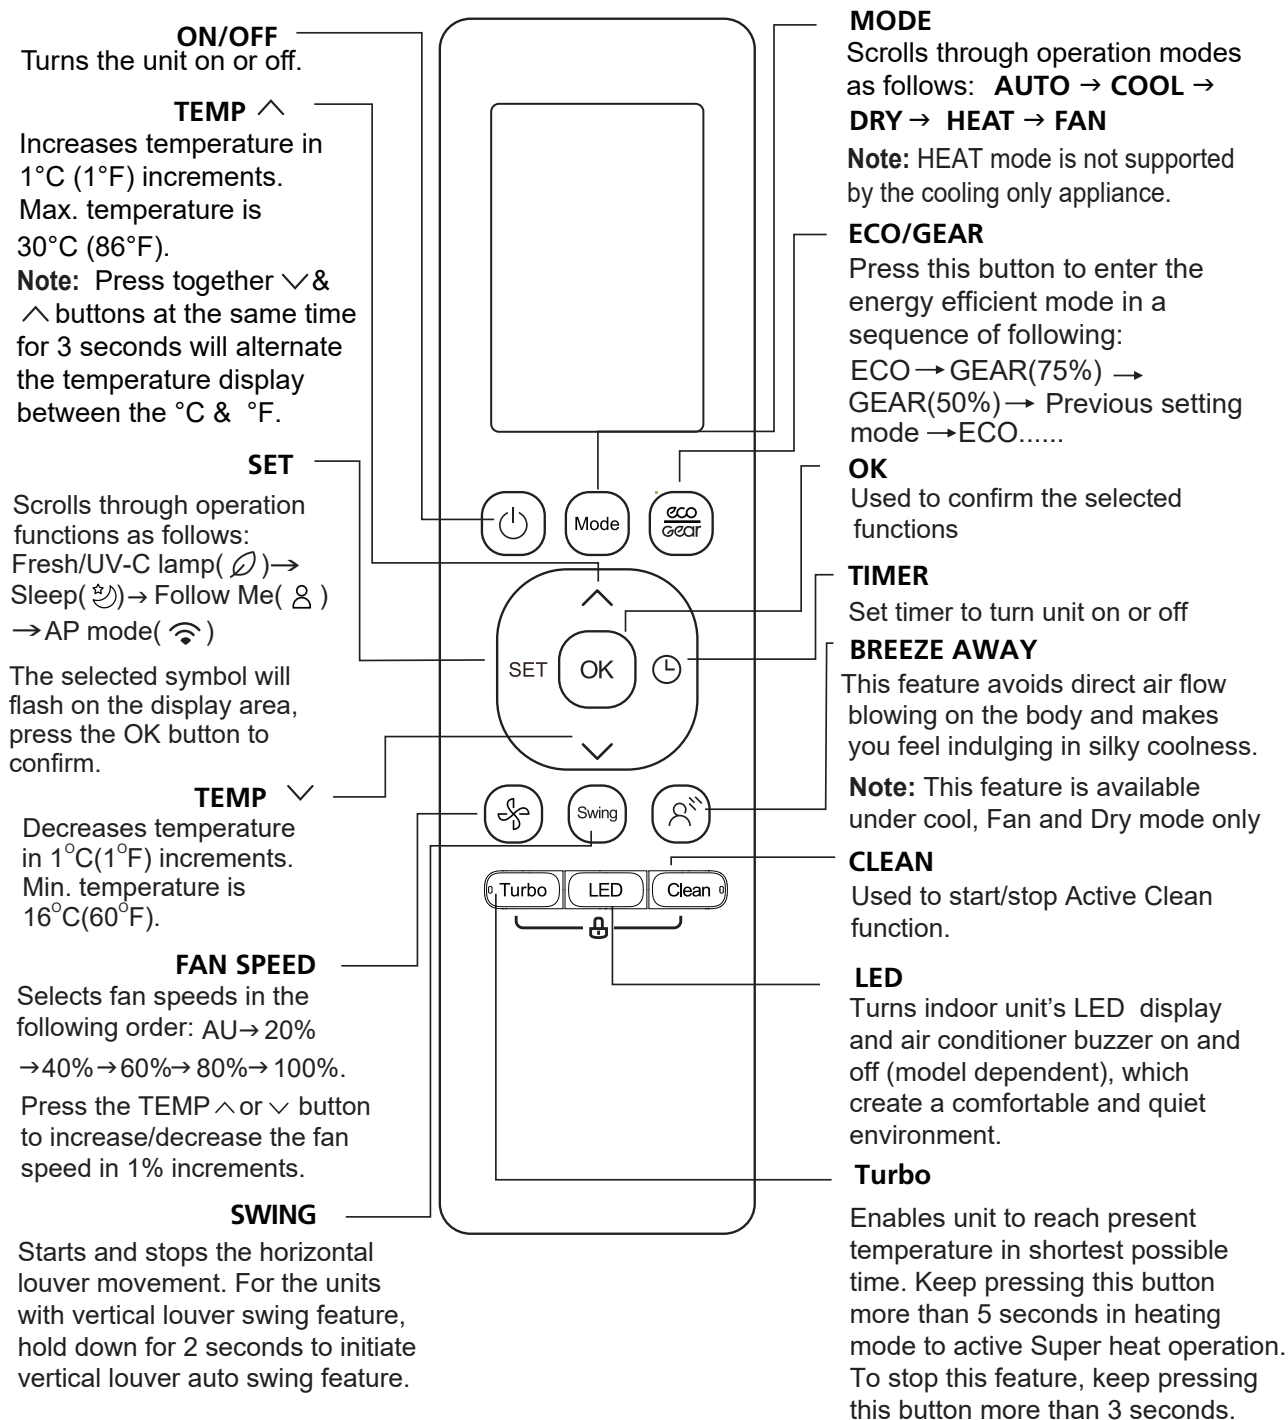 ON/OFF
Turns the unit on or off.
TEMP ^
Increases temperature in
1°C (1°F) increments.
Max. temperature is
30°C (86°F).
Note: Press together ∨&
∧ buttons at the same time
for 3 seconds will alternate
the temperature display
between the °C & °F.
SET
Scrolls through operation
functions as follows:
Fresh/UV-C lamp( )→
Sleep( )→ Follow Me( )
→AP mode( )
The selected symbol will
flash on the display area,
press the OK button to
confirm.
TEMP ∨
Decreases temperature
in 1°C(1°F) increments.
Min. temperature is
16°C(60°F).
FAN SPEED
Selects fan speeds in the
following order: AU→20%
→40%→60%→80%→100%.
Press the TEMP ∧ or ∨ button
to increase/decrease the fan
speed in 1% increments.
SWING
Starts and stops the horizontal
louver movement. For the units
with vertical louver swing feature,
hold down for 2 seconds to initiate
vertical louver auto swing feature.
Mode
eco
Gear
SET
OK
Swing
Turbo
LED
Clean
MODE
Scrolls through operation modes
as follows: AUTO → COOL →
DRY → HEAT → FAN
Note: HEAT mode is not supported
by the cooling only appliance.
ECO/GEAR
Press this button to enter the
energy efficient mode in a
sequence of following:
ECO → GEAR(75%) →
GEAR(50%) → Previous setting
mode →ECO......
OK
Used to confirm the selected
functions
TIMER
Set timer to turn unit on or off
BREEZE AWAY
This feature avoids direct air flow
blowing on the body and makes
you feel indulging in silky coolness.
Note: This feature is available
under cool, Fan and Dry mode only
CLEAN
Used to start/stop Active Clean
function.
LED
Turns indoor unit’s LED display
and air conditioner buzzer on and
off (model dependent), which
create a comfortable and quiet
environment.
Turbo
Enables unit to reach present
temperature in shortest possible
time. Keep pressing this button
more than 5 seconds in heating
mode to active Super heat operation.
To stop this feature, keep pressing
this button more than 3 seconds.